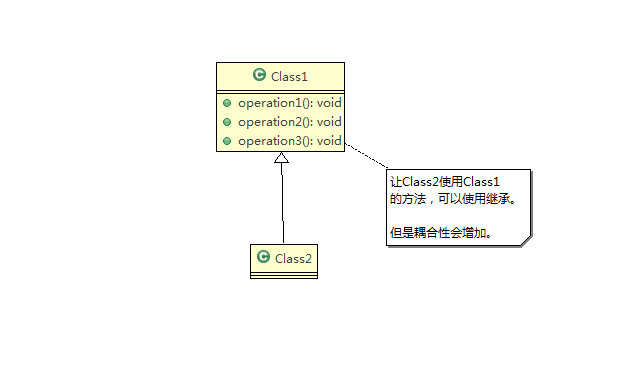 C Class1
operation1(): void
operation2(): void
operation3(): void
让Class2使用Class1
的方法，可以使用继承。
但是耦合性会增加。
C Class2